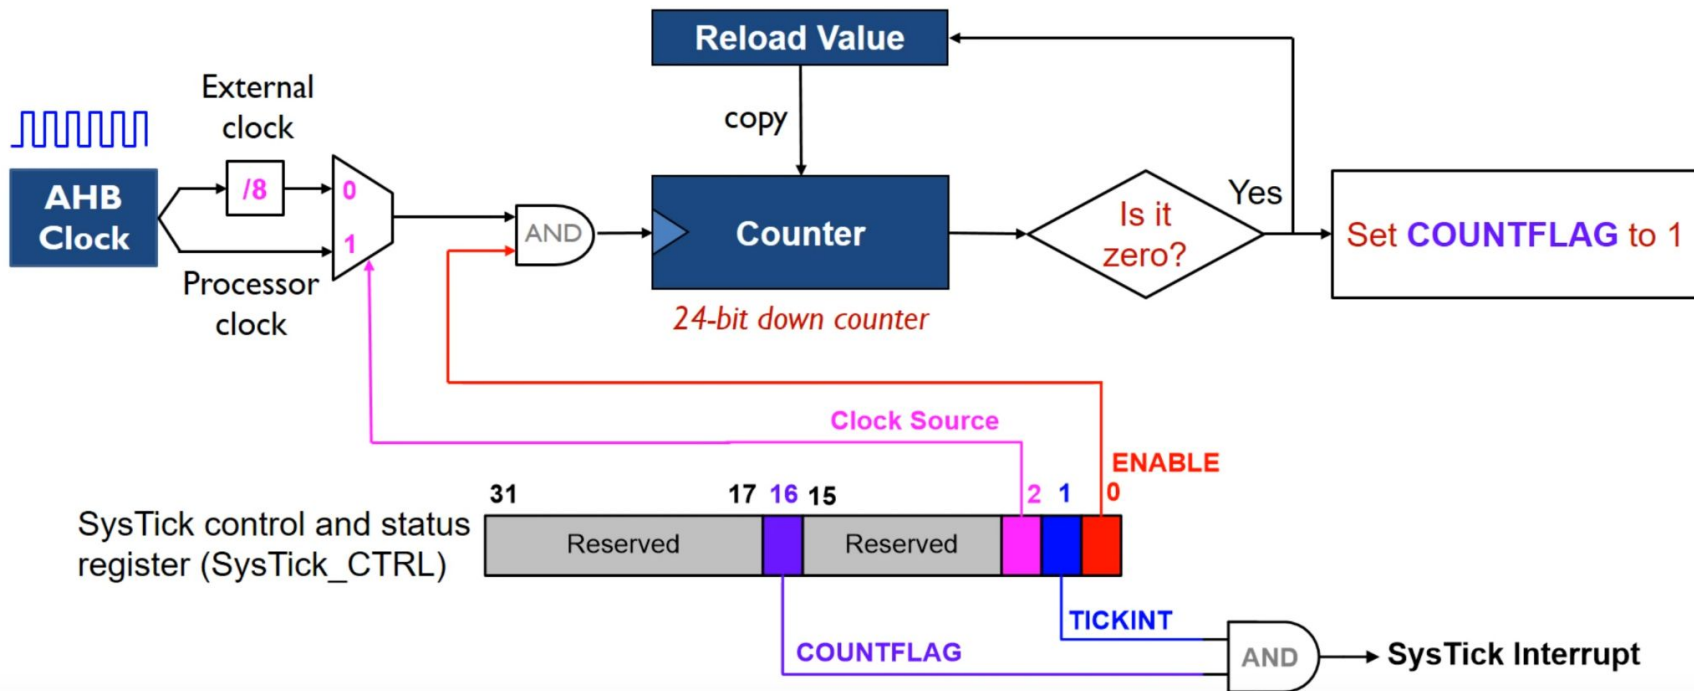 Reload Value
External
clock
copy
AHB
Clock
/8
0
1
AND
Counter
Is it
zero?
Yes
Set COUNTFLAG to 1
Processor
clock
24-bit down counter
Clock Source
ENABLE
31
17
16
15
2
1
0
SysTick control and status
register (SysTick_CTRL)
Reserved
Reserved
TICKINT
COUNTFLAG
AND
SysTick Interrupt